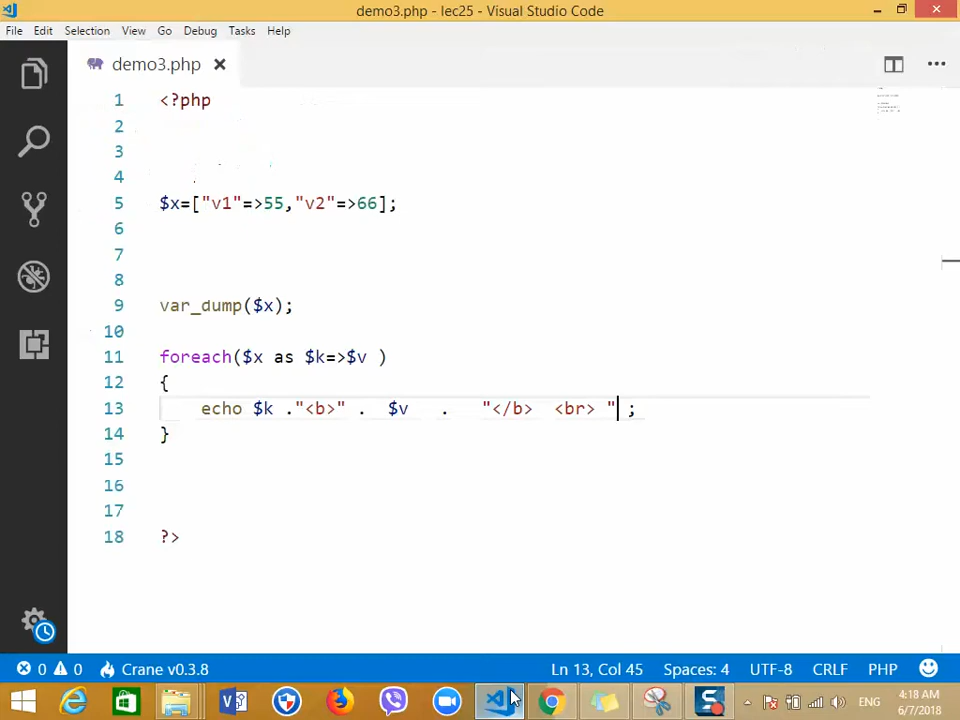 demo3.php - lec25 - Visual Studio Code
File Edit Selection View Go Debug Tasks Help
demo3.php
1 <?php
2
3
4
5 $x=["v1"=>55,"v2"=>66];
6
7
8
9 var_dump($x);
10
11 foreach($x as $k=>$v )
12 {
13 echo $k ."<b>" . $v . "</b> <br> " ;
14 }
15
16
17
18 ?>
0 0 Crane v0.3.8 Ln 13, Col 45 Spaces: 4 UTF-8 CRLF PHP
ENG
4:18 AM
6/7/2018